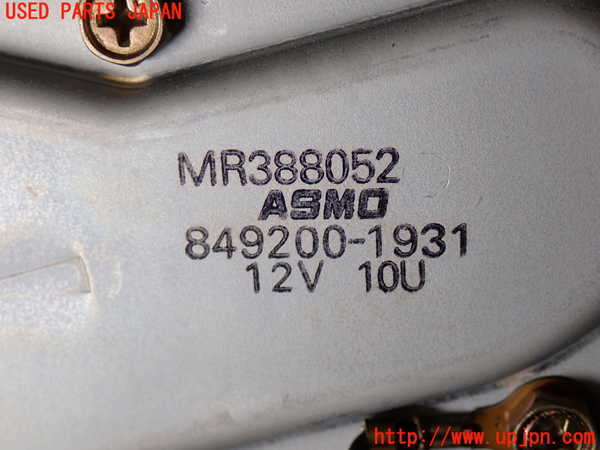 USED PARTS JAPAN
MR388052
ASMO
849200-1931
12V 10U
http://www.upjpn.com/